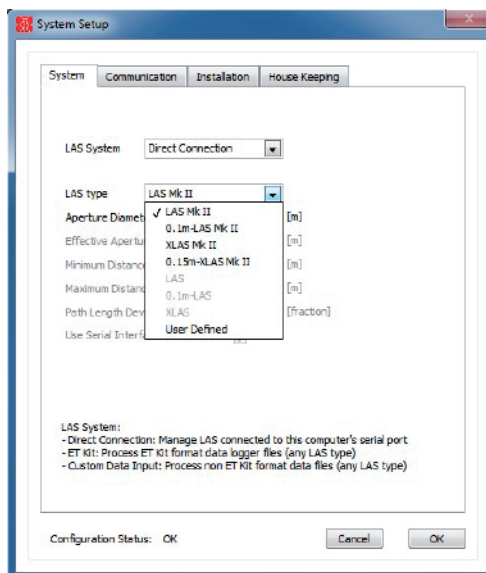 System Setup
System Communication Installation House Keeping
LAS System Direct Connection
LAS type LAS Mk II
✓ LAS Mk II
Aperture Diamet [m]
0.1m-LAS Mk II
Effective Apertu [m]
XLAS Mk II
0.15m-XLAS Mk II
Minimum Distanc [m]
LAS
Maximum Distanc [m]
0.1m-LAS
Path Length Dev [fraction]
XLAS
User Defined
Use Serial Interf
LAS System:
- Direct Connection: Manage LAS connected to this computer's serial port
- ET Kit: Process ET Kit format data logger files (any LAS type)
- Custom Data Input: Process non ET Kit format data files (any LAS type)
Configuration Status: OK Cancel OK